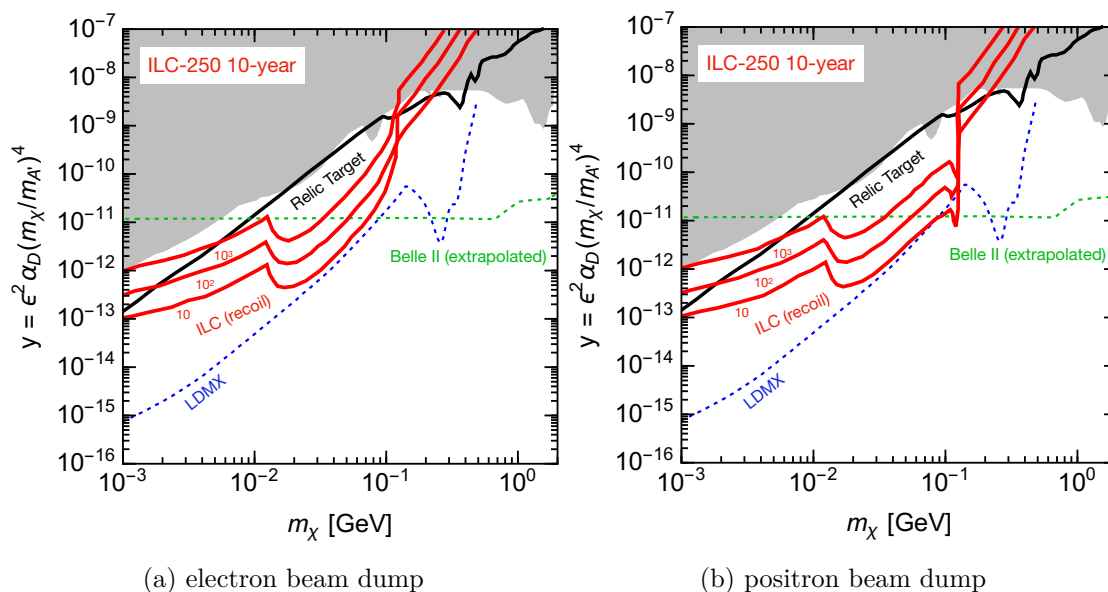 y = ϵ²α_D(m_χ/m_A')⁴
10⁻⁷
10⁻⁸
10⁻⁹
10⁻¹⁰
10⁻¹¹
10⁻¹²
10⁻¹³
10⁻¹⁴
10⁻¹⁵
10⁻¹⁶
ILC-250 10-year
Relic Target
Belle II (extrapolated)
10³
10²
10
ILC (recoil)
LDMX
10⁻³ 10⁻² 10⁻¹ 10⁰
m_χ [GeV]
(a) electron beam dump
y = ϵ²α_D(m_χ/m_A')⁴
10⁻⁷
10⁻⁸
10⁻⁹
10⁻¹⁰
10⁻¹¹
10⁻¹²
10⁻¹³
10⁻¹⁴
10⁻¹⁵
10⁻¹⁶
ILC-250 10-year
Relic Target
Belle II (extrapolated)
10³
10²
10
ILC (recoil)
LDMX
10⁻³ 10⁻² 10⁻¹ 10⁰
m_χ [GeV]
(b) positron beam dump